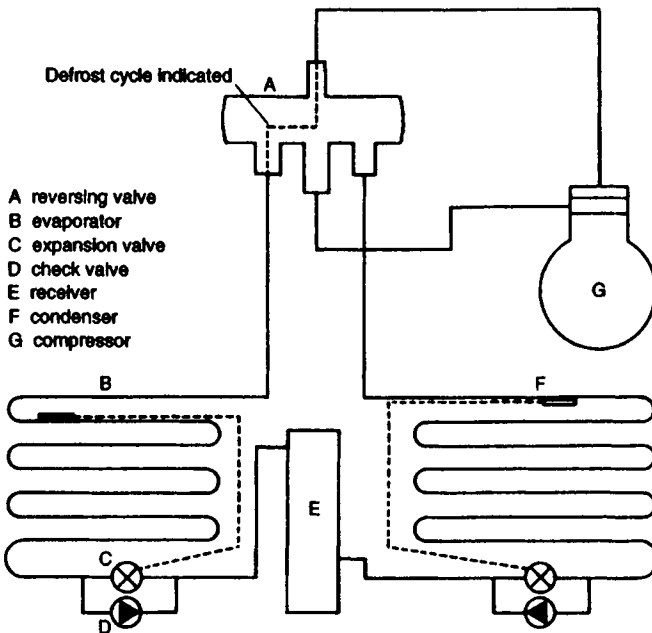 Defrost cycle indicated
A
A reversing valve
B evaporator
C expansion valve
D check valve
E receiver
F condenser
G compressor
G
B
F
E
C
D